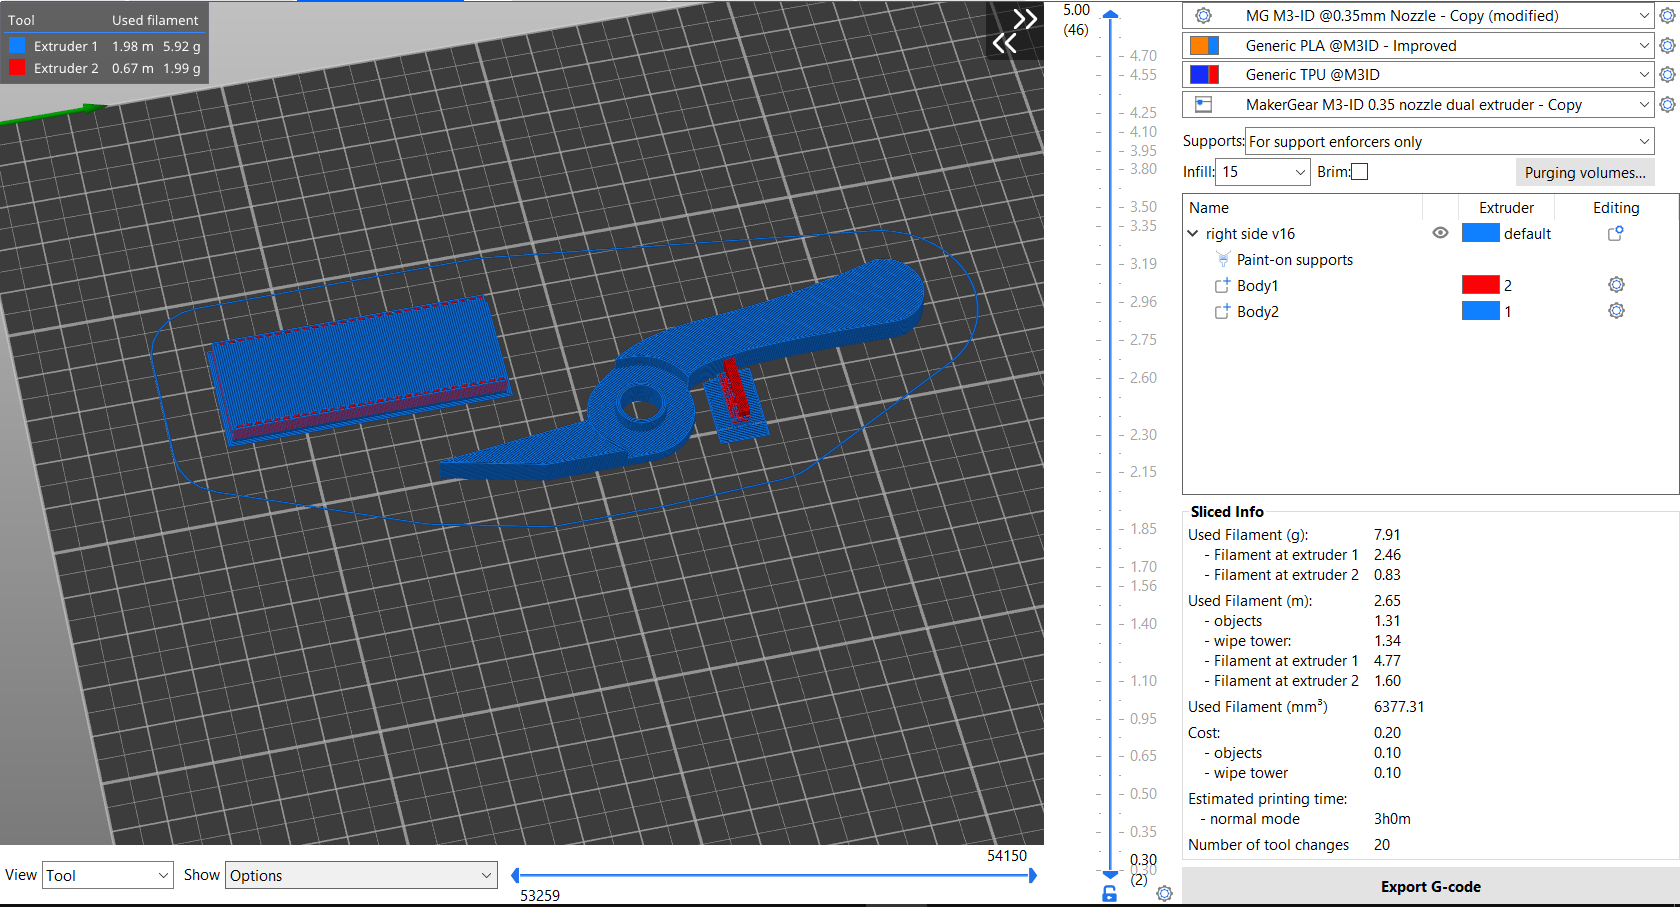 Tool Used filament
Extruder 1 1.98 m 5.92 g
Extruder 2 0.67 m 1.99 g
5.00
(46)
4.70
4.55
4.25
4.10
3.95
3.80
3.50
3.35
3.19
2.96
2.75
2.60
2.30
2.15
1.85
1.70
1.56
1.40
1.10
0.95
0.65
0.50
0.35
0.30
0.30
(2)
MG M3-ID @0.35mm Nozzle - Copy (modified)
Generic PLA @M3ID - Improved
Generic TPU @M3ID
MakerGear M3-ID 0.35 nozzle dual extruder - Copy
Supports: For support enforcers only
Infill: 15 Brim: Purging volumes...
Name Extruder Editing
right side v16 default
Paint-on supports
Body1 2
Body2 1
Sliced Info
Used Filament (g): 7.91
- Filament at extruder 1 2.46
- Filament at extruder 2 0.83
Used Filament (m): 2.65
- objects 1.31
- wipe tower: 1.34
- Filament at extruder 1 4.77
- Filament at extruder 2 1.60
Used Filament (mm³) 6377.31
Cost: 0.20
- objects 0.10
- wipe tower 0.10
Estimated printing time:
- normal mode 3h0m
Number of tool changes 20
Export G-code
54150
View Tool Show Options
53259